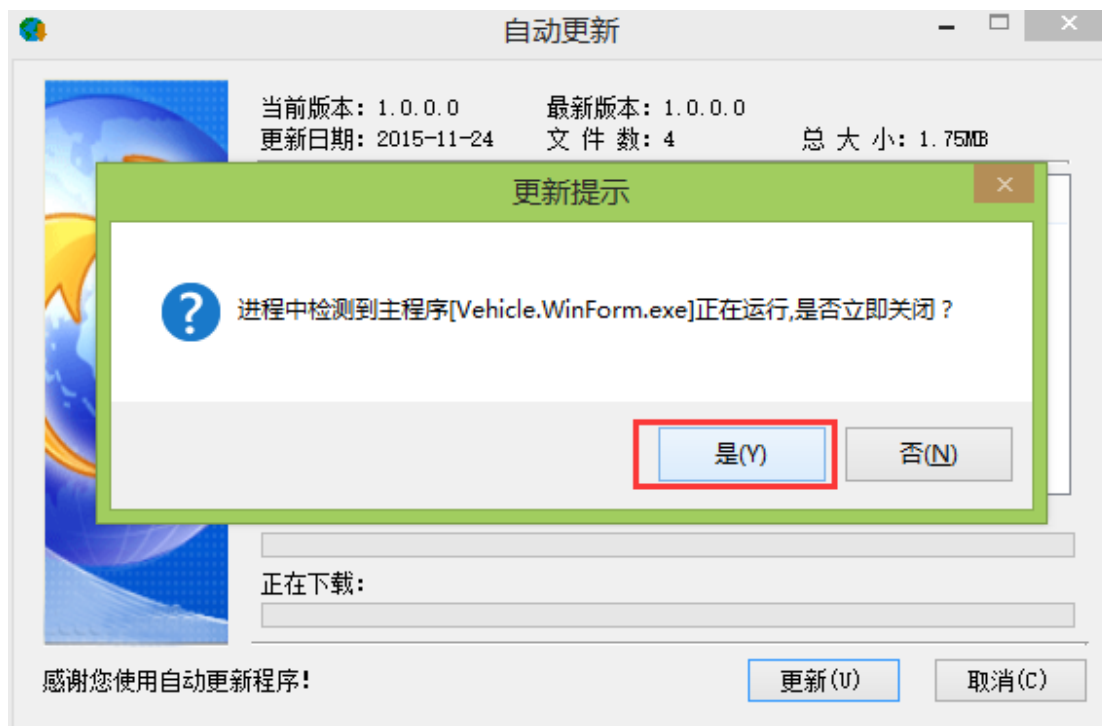 自动更新
当前版本: 1.0.0.0 最新版本: 1.0.0.0
更新日期: 2015-11-24 文 件 数: 4 总 大 小: 1.75MB
更新提示
进程中检测到主程序[Vehicle.WinForm.exe]正在运行,是否立即关闭？
是(Y) 否(N)
正在下载:
感谢您使用自动更新程序! 更新(U) 取消(C)